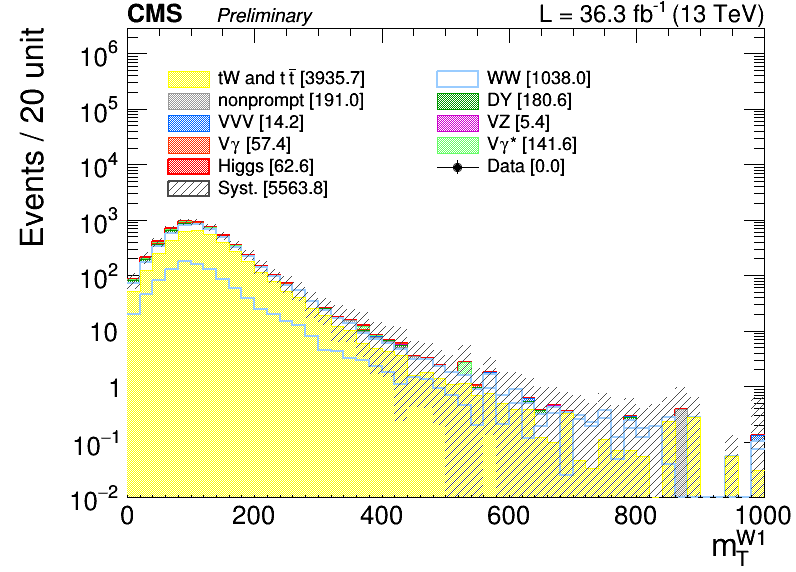 CMS Preliminary L = 36.3 fb⁻¹ (13 TeV)
Events / 20 unit
10⁶
10⁵
10⁴
10³
10²
10
1
10⁻¹
10⁻²
tW and tt̄ [3935.7]
nonprompt [191.0]
VVV [14.2]
Vγ [57.4]
Higgs [62.6]
Syst. [5563.8]
WW [1038.0]
DY [180.6]
VZ [5.4]
Vγ* [141.6]
Data [0.0]
0 200 400 600 800 1000
m_T^W1